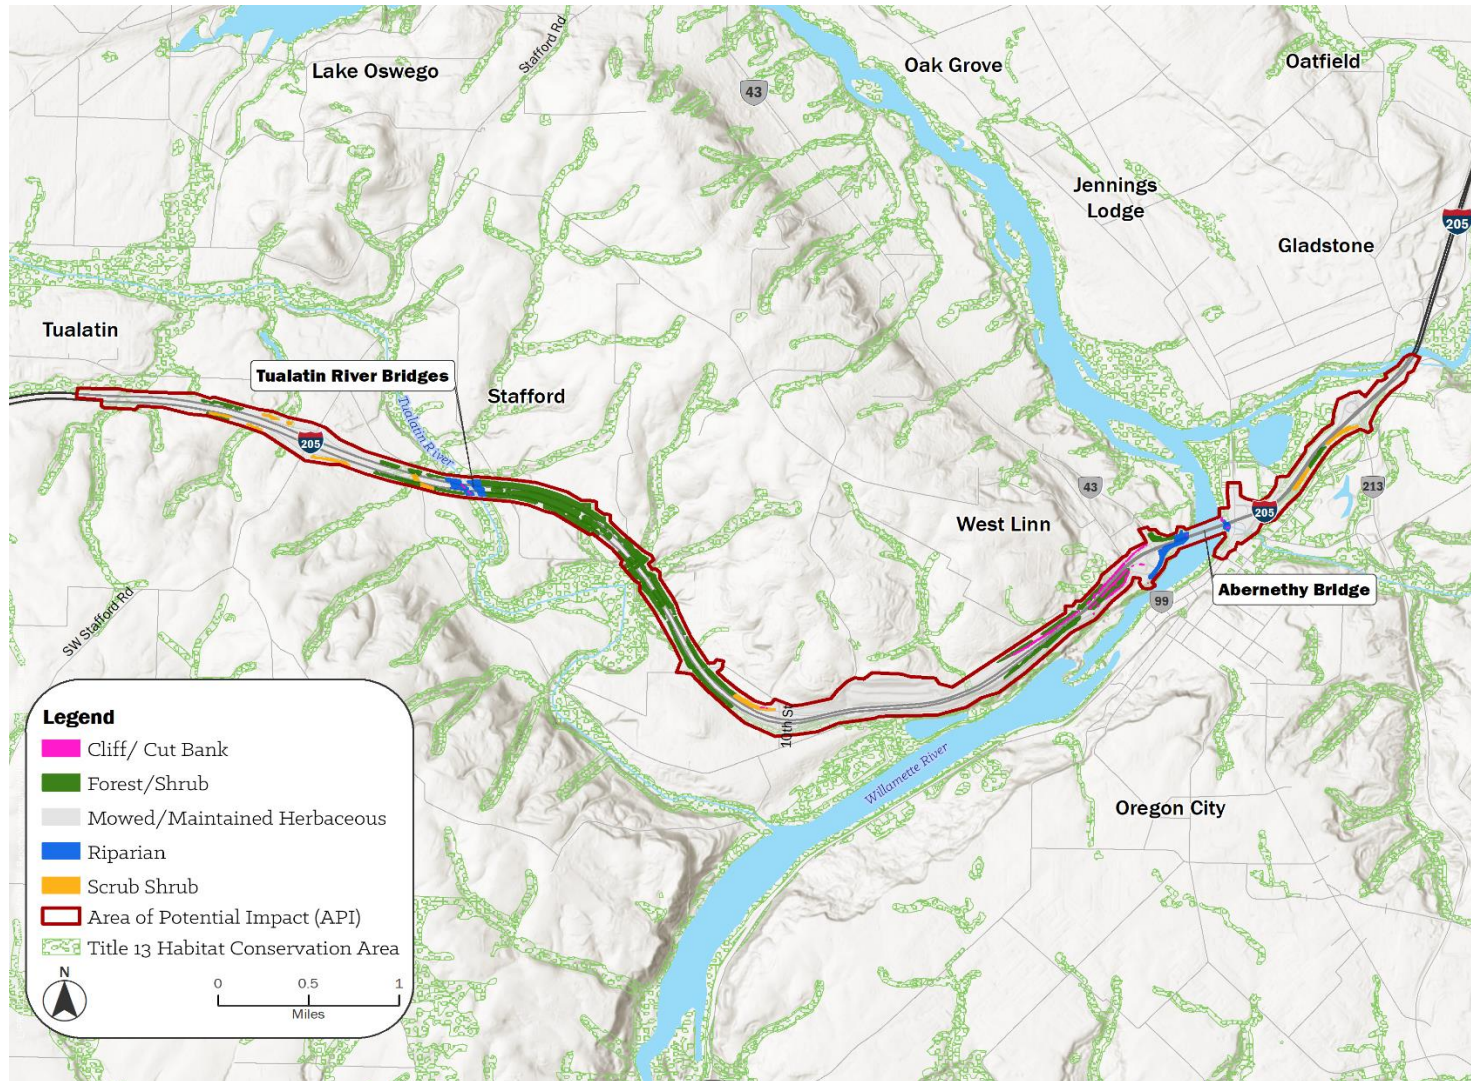 Lake Oswego
Stafford Rd
43
Oak Grove
Oatfield
Jennings
Lodge
205
Gladstone
Tualatin
Tualatin River Bridges
Stafford
Tualatin River
205
43
213
West Linn
205
Abernethy Bridge
99
SW Stafford Rd
10th St
Willamette River
Oregon City
Legend
Cliff/ Cut Bank
Forest/Shrub
Mowed/Maintained Herbaceous
Riparian
Scrub Shrub
Area of Potential Impact (API)
Title 13 Habitat Conservation Area
N
0 0.5 1
Miles